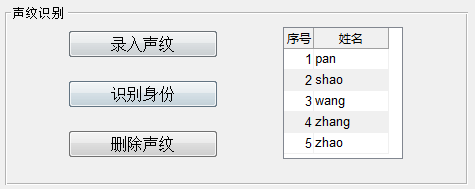 声纹识别
录入声纹
识别身份
删除声纹
序号 姓名
1 pan
2 shao
3 wang
4 zhang
5 zhao